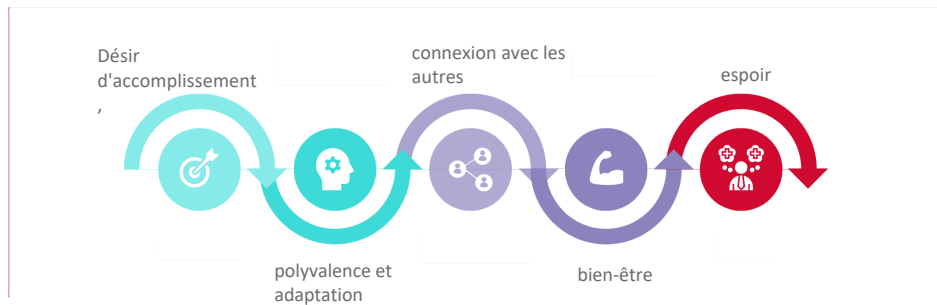 Désir
d'accomplissement
,
polyvalence et
adaptation
connexion avec les
autres
bien-être
espoir